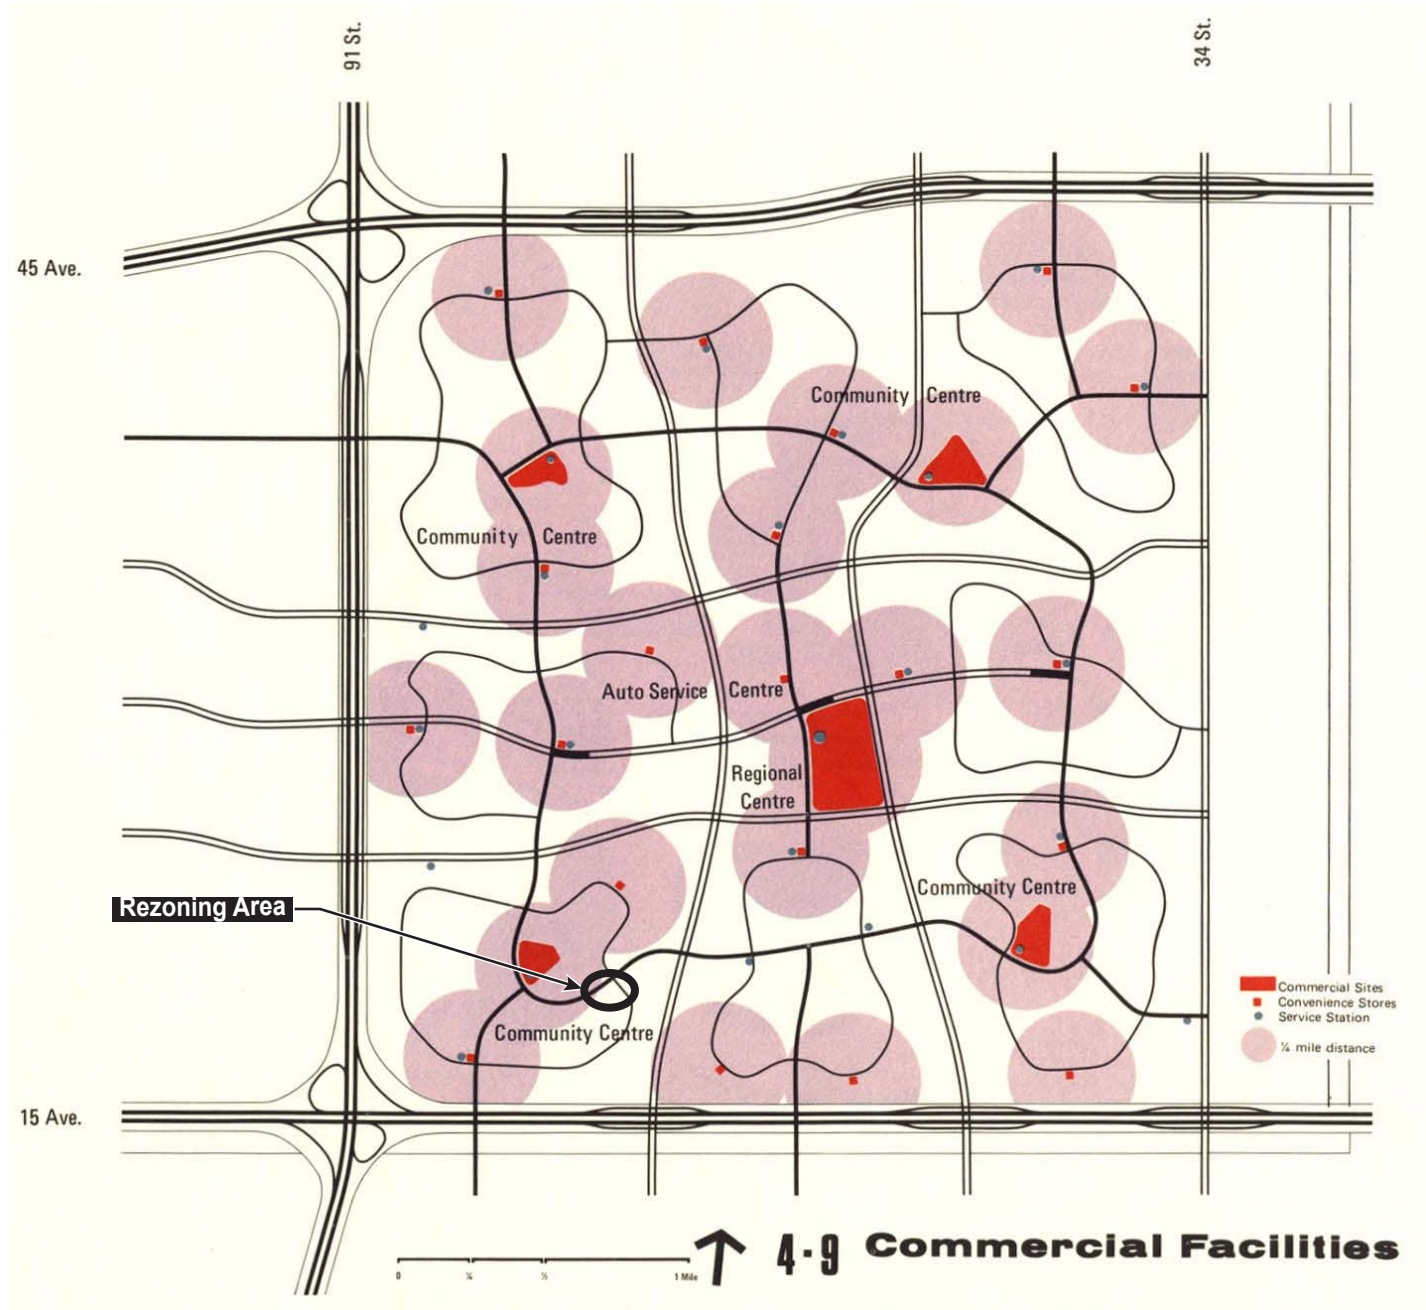 91 St.
34 St.
45 Ave.
Community Centre
Community Centre
Auto Service Centre
Regional
Centre
Rezoning Area
Community Centre
Community Centre
Commercial Sites
Convenience Stores
Service Station
¼ mile distance
15 Ave.
0 ¼ ½ 1 Mile
4-9 Commercial Facilities